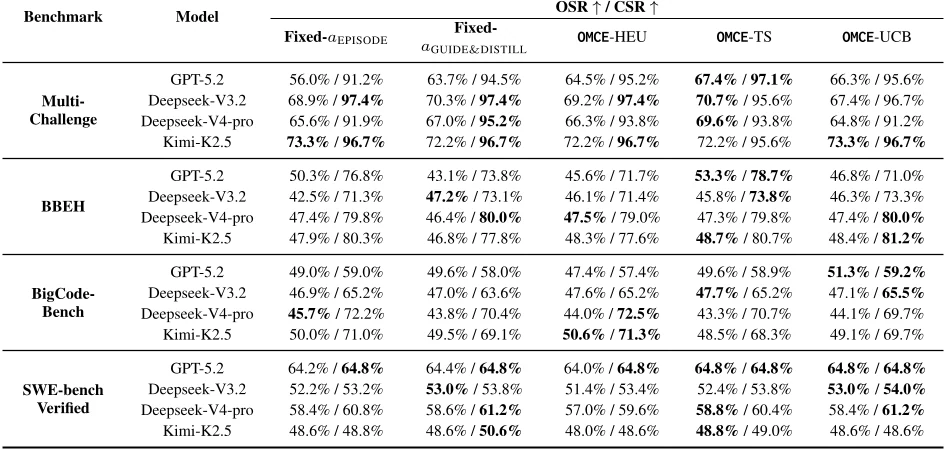 Benchmark Model OSR ↑ / CSR ↑
Fixed-a_EPISODE Fixed-a_GUIDE&DISTILL OMCE-HEU OMCE-TS OMCE-UCB
Multi-Challenge GPT-5.2 56.0% / 91.2% 63.7% / 94.5% 64.5% / 95.2% 67.4% / 97.1% 66.3% / 95.6%
Deepseek-V3.2 68.9% / 97.4% 70.3% / 97.4% 69.2% / 97.4% 70.7% / 95.6% 67.4% / 96.7%
Deepseek-V4-pro 65.6% / 91.9% 67.0% / 95.2% 66.3% / 93.8% 69.6% / 93.8% 64.8% / 91.2%
Kimi-K2.5 73.3% / 96.7% 72.2% / 96.7% 72.2% / 96.7% 72.2% / 95.6% 73.3% / 96.7%
BBEH GPT-5.2 50.3% / 76.8% 43.1% / 73.8% 45.6% / 71.7% 53.3% / 78.7% 46.8% / 71.0%
Deepseek-V3.2 42.5% / 71.3% 47.2% / 73.1% 46.1% / 71.4% 45.8% / 73.8% 46.3% / 73.3%
Deepseek-V4-pro 47.4% / 79.8% 46.4% / 80.0% 47.5% / 79.0% 47.3% / 79.8% 47.4% / 80.0%
Kimi-K2.5 47.9% / 80.3% 46.8% / 77.8% 48.3% / 77.6% 48.7% / 80.7% 48.4% / 81.2%
BigCode-Bench GPT-5.2 49.0% / 59.0% 49.6% / 58.0% 47.4% / 57.4% 49.6% / 58.9% 51.3% / 59.2%
Deepseek-V3.2 46.9% / 65.2% 47.0% / 63.6% 47.6% / 65.2% 47.7% / 65.2% 47.1% / 65.5%
Deepseek-V4-pro 45.7% / 72.2% 43.8% / 70.4% 44.0% / 72.5% 43.3% / 70.7% 44.1% / 69.7%
Kimi-K2.5 50.0% / 71.0% 49.5% / 69.1% 50.6% / 71.3% 48.5% / 68.3% 49.1% / 69.7%
SWE-bench Verified GPT-5.2 64.2% / 64.8% 64.4% / 64.8% 64.0% / 64.8% 64.8% / 64.8% 64.8% / 64.8%
Deepseek-V3.2 52.2% / 53.2% 53.0% / 53.8% 51.4% / 53.4% 52.4% / 53.8% 53.0% / 54.0%
Deepseek-V4-pro 58.4% / 60.8% 58.6% / 61.2% 57.0% / 59.6% 58.8% / 60.4% 58.4% / 61.2%
Kimi-K2.5 48.6% / 48.8% 48.6% / 50.6% 48.0% / 48.6% 48.8% / 49.0% 48.6% / 48.6%